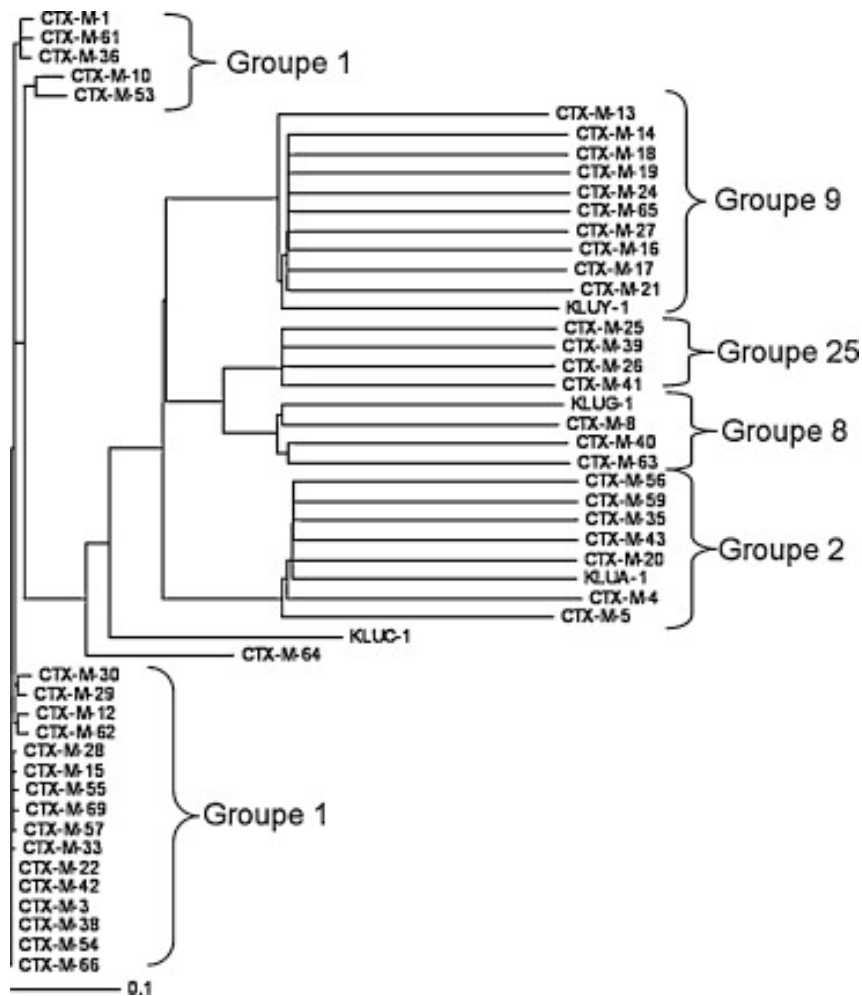 CTX-M-1
CTX-M-61
CTX-M-36
CTX-M-10
CTX-M-53
Groupe 1
CTX-M-13
CTX-M-14
CTX-M-18
CTX-M-19
CTX-M-24
CTX-M-65
CTX-M-27
CTX-M-16
CTX-M-17
CTX-M-21
KLUY-1
Groupe 9
CTX-M-25
CTX-M-39
CTX-M-26
CTX-M-41
Groupe 25
KLUG-1
CTX-M-8
CTX-M-40
CTX-M-63
Groupe 8
CTX-M-56
CTX-M-59
CTX-M-35
CTX-M-43
CTX-M-20
KLUA-1
CTX-M-4
CTX-M-5
Groupe 2
KLUC-1
CTX-M-64
CTX-M-30
CTX-M-29
CTX-M-12
CTX-M-62
CTX-M-28
CTX-M-15
CTX-M-55
CTX-M-69
CTX-M-57
CTX-M-33
CTX-M-22
CTX-M-42
CTX-M-3
CTX-M-38
CTX-M-54
CTX-M-66
Groupe 1
0.1